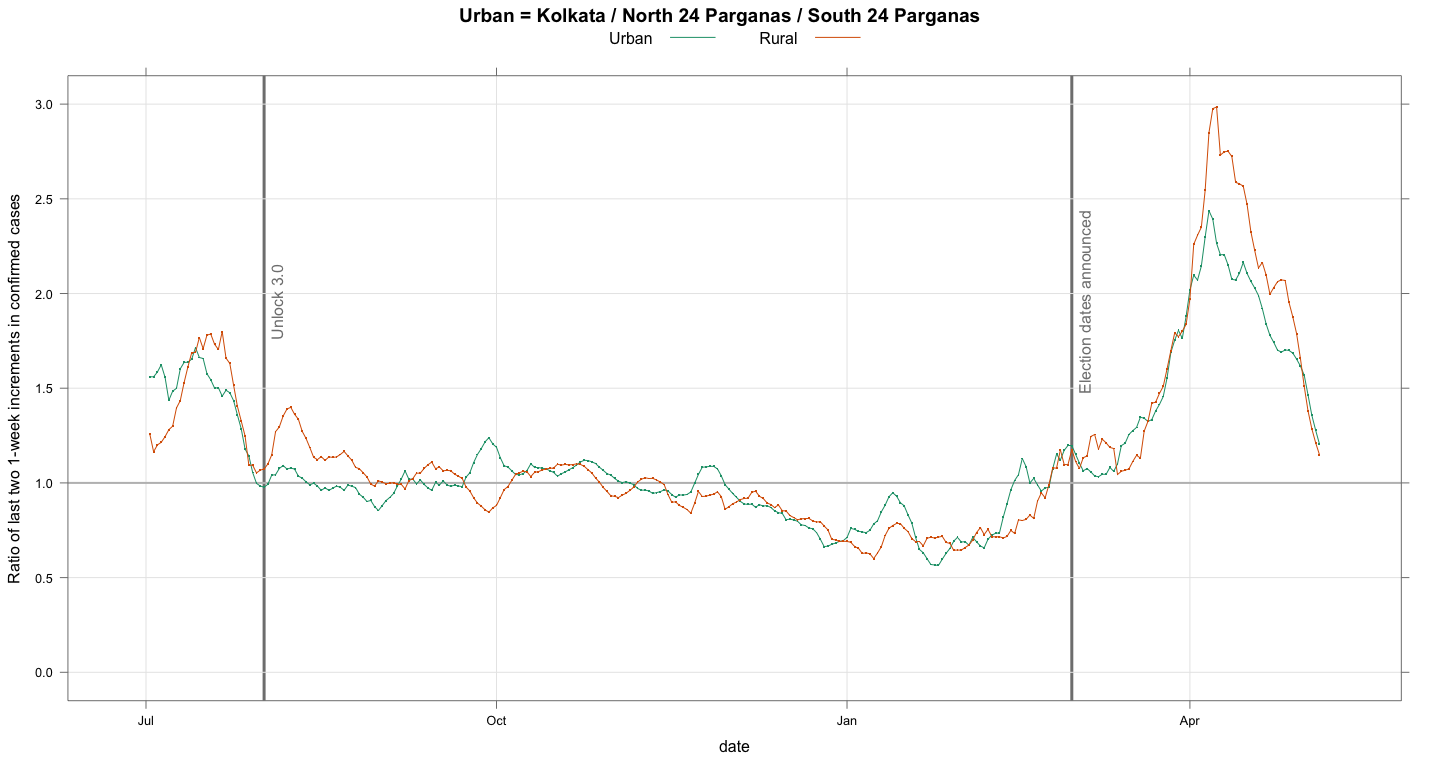 Urban = Kolkata / North 24 Parganas / South 24 Parganas
Urban Rural
Ratio of last two 1-week increments in confirmed cases
3.0
2.5
2.0
1.5
1.0
0.5
0.0
Unlock 3.0
Election dates announced
Jul Oct Jan Apr
date